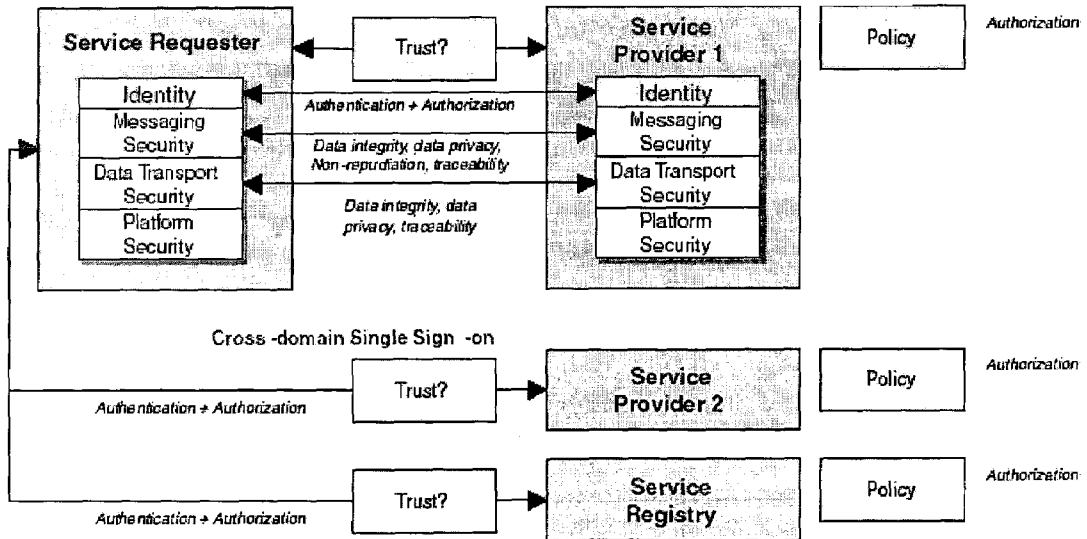 Service Requester
Trust?
Service
Provider 1
Policy
Authorization
Identity
Messaging
Security
Data Transport
Security
Platform
Security
Authentication + Authorization
Data integrity, data privacy,
Non-repurdiation, traceability
Data integrity, data
privacy, traceability
Identity
Messaging
Security
Data Transport
Security
Platform
Security
Cross -domain Single Sign -on
Authentication + Authorization
Trust?
Service
Provider 2
Policy
Authorization
Authentication + Authorization
Trust?
Service
Registry
Policy
Authorization